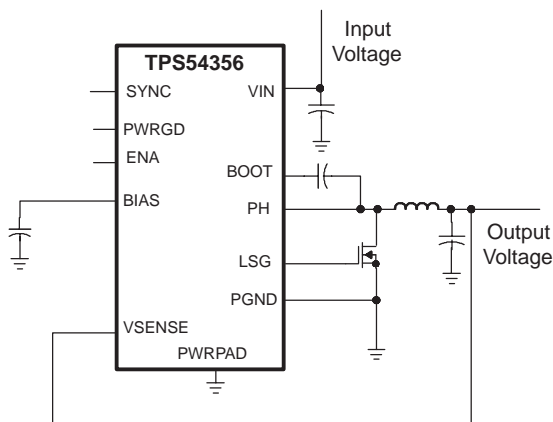 Input
Voltage
TPS54356
SYNC
VIN
PWRGD
ENA
BOOT
BIAS
PH
Output
Voltage
LSG
PGND
VSENSE
PWRPAD